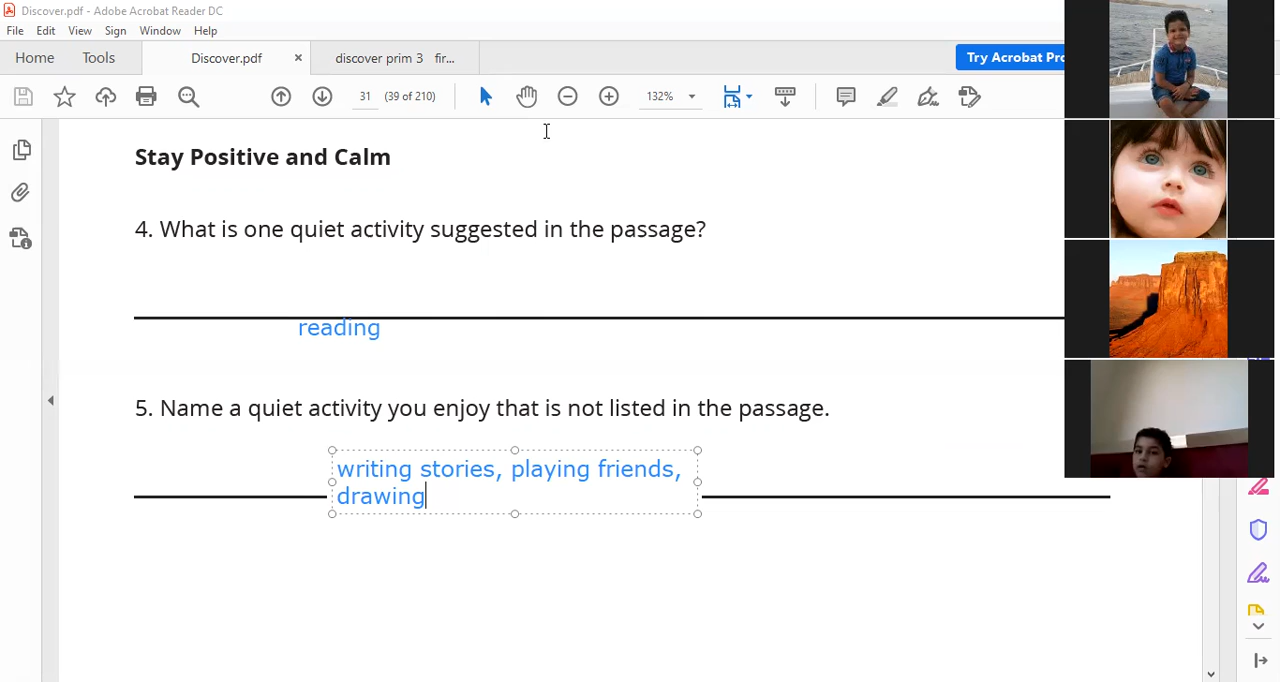 Discover.pdf - Adobe Acrobat Reader DC
File Edit View Sign Window Help
Home Tools Discover.pdf × discover prim 3 fir... Try Acrobat Pro
31 (39 of 210) 132%
Stay Positive and Calm
4. What is one quiet activity suggested in the passage?
reading
5. Name a quiet activity you enjoy that is not listed in the passage.
writing stories, playing friends,
drawing